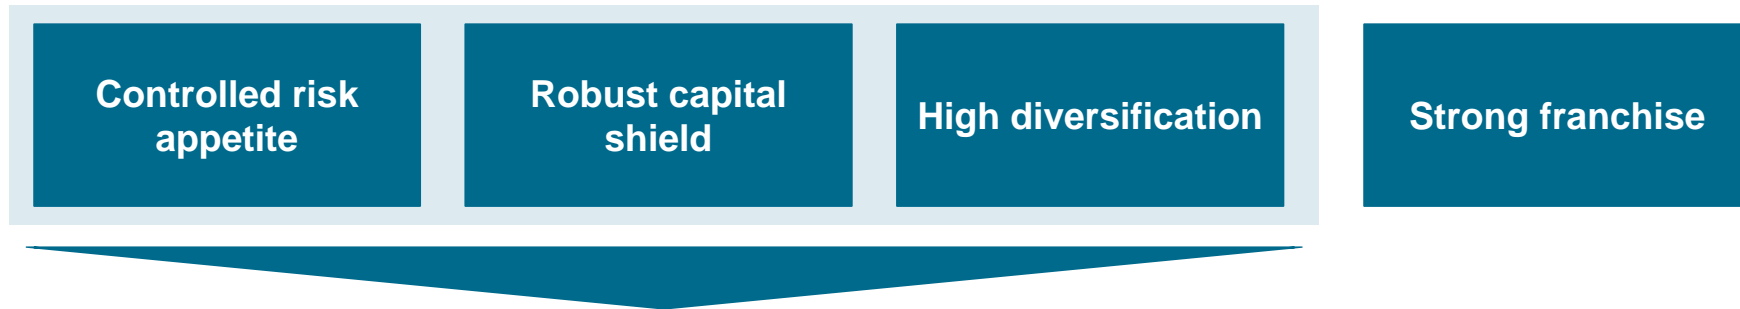 Controlled risk
appetite
Robust capital
shield
High diversification
Strong franchise